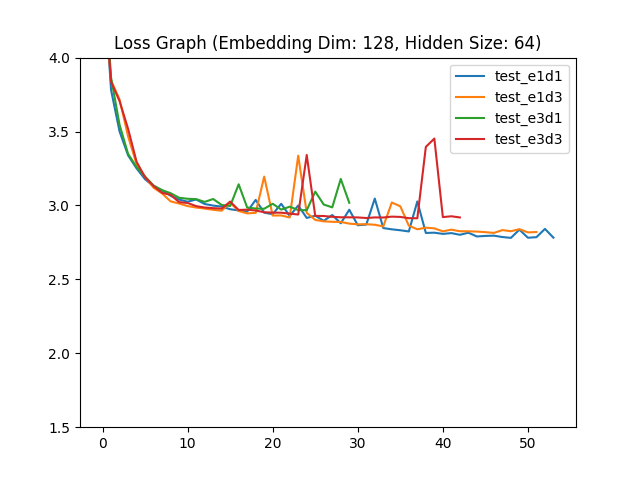 Loss Graph (Embedding Dim: 128, Hidden Size: 64)
4.0
3.5
3.0
2.5
2.0
1.5
0 10 20 30 40 50
test_e1d1
test_e1d3
test_e3d1
test_e3d3